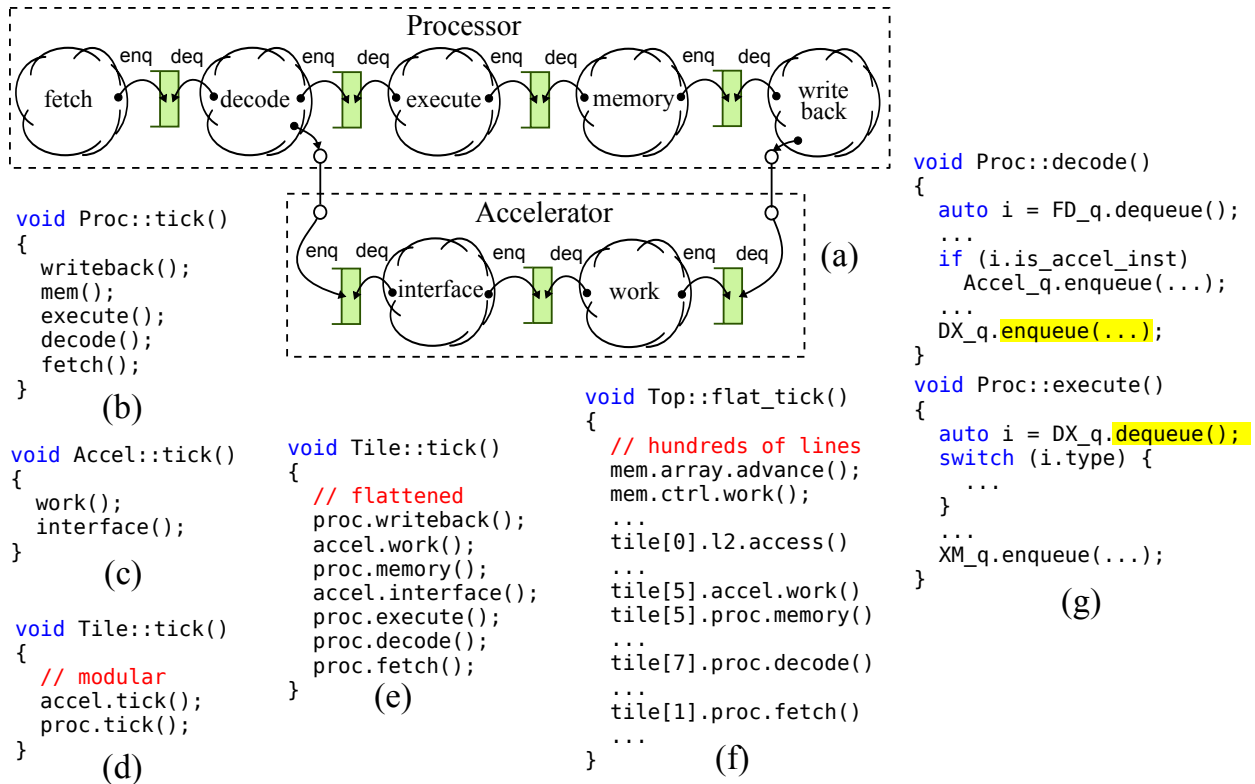 Processor
enq deq enq deq enq deq enq deq
fetch decode execute memory write
back
Accelerator
enq deq enq deq enq deq
interface work
(a)
void Proc::tick()
{
writeback();
mem();
execute();
decode();
fetch();
}
(b)
void Accel::tick()
{
work();
interface();
}
(c)
void Tile::tick()
{
// modular
accel.tick();
proc.tick();
}
(d)
void Tile::tick()
{
// flattened
proc.writeback();
accel.work();
proc.memory();
accel.interface();
proc.execute();
proc.decode();
proc.fetch();
}
(e)
void Top::flat_tick()
{
// hundreds of lines
mem.array.advance();
mem.ctrl.work();
...
tile[0].l2.access()
...
tile[5].accel.work()
tile[5].proc.memory()
...
tile[7].proc.decode()
...
tile[1].proc.fetch()
...
}
(f)
void Proc::decode()
{
auto i = FD_q.dequeue();
...
if (i.is_accel_inst)
Accel_q.enqueue(...);
...
DX_q.enqueue(...);
}
void Proc::execute()
{
auto i = DX_q.dequeue();
switch (i.type) {
...
}
...
XM_q.enqueue(...);
}
(g)